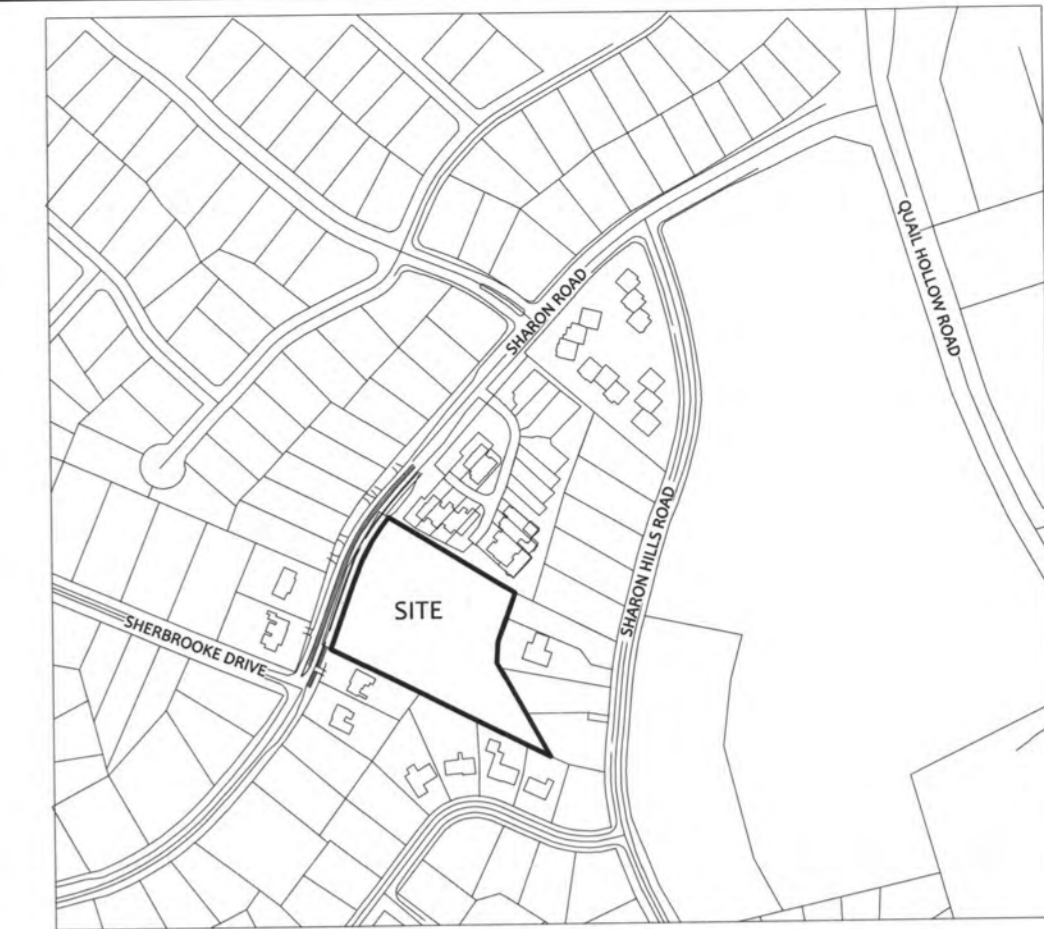 QUAIL HOLLOW ROAD
SHARON ROAD
SHARON HILLS ROAD
SITE
SHERBROOKE DRIVE